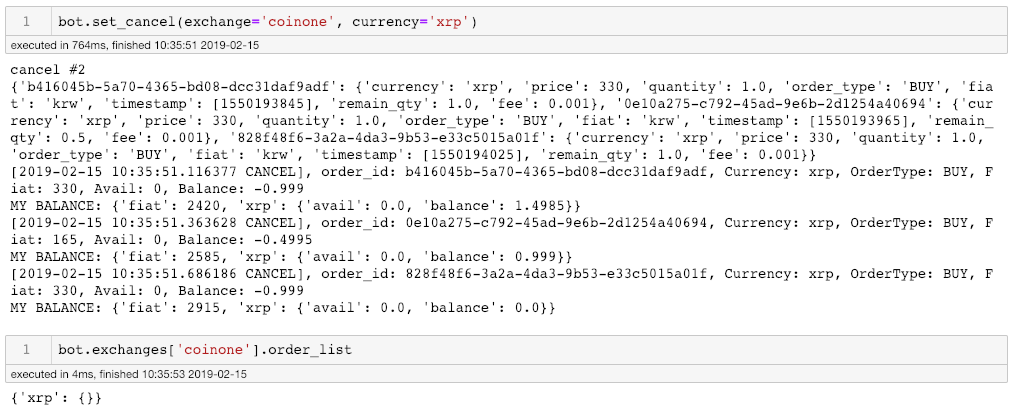 1 bot.set_cancel(exchange='coinone', currency='xrp')
executed in 764ms, finished 10:35:51 2019-02-15
cancel #2
{'b416045b-5a70-4365-bd08-dcc31daf9adf': {'currency': 'xrp', 'price': 330, 'quantity': 1.0, 'order_type': 'BUY', 'fia
t': 'krw', 'timestamp': [1550193845], 'remain_qty': 1.0, 'fee': 0.001}, '0e10a275-c792-45ad-9e6b-2d1254a40694': {'cur
rency': 'xrp', 'price': 330, 'quantity': 1.0, 'order_type': 'BUY', 'fiat': 'krw', 'timestamp': [1550193965], 'remain_
qty': 0.5, 'fee': 0.001}, '828f48f6-3a2a-4da3-9b53-e33c5015a01f': {'currency': 'xrp', 'price': 330, 'quantity': 1.0,
'order_type': 'BUY', 'fiat': 'krw', 'timestamp': [1550194025], 'remain_qty': 1.0, 'fee': 0.001}}
[2019-02-15 10:35:51.116377 CANCEL], order_id: b416045b-5a70-4365-bd08-dcc31daf9adf, Currency: xrp, OrderType: BUY, F
iat: 330, Avail: 0, Balance: -0.999
MY BALANCE: {'fiat': 2420, 'xrp': {'avail': 0.0, 'balance': 1.4985}}
[2019-02-15 10:35:51.363628 CANCEL], order_id: 0e10a275-c792-45ad-9e6b-2d1254a40694, Currency: xrp, OrderType: BUY, F
iat: 165, Avail: 0, Balance: -0.4995
MY BALANCE: {'fiat': 2585, 'xrp': {'avail': 0.0, 'balance': 0.999}}
[2019-02-15 10:35:51.686186 CANCEL], order_id: 828f48f6-3a2a-4da3-9b53-e33c5015a01f, Currency: xrp, OrderType: BUY, F
iat: 330, Avail: 0, Balance: -0.999
MY BALANCE: {'fiat': 2915, 'xrp': {'avail': 0.0, 'balance': 0.0}}
1 bot.exchanges['coinone'].order_list
executed in 4ms, finished 10:35:53 2019-02-15
{'xrp': {}}